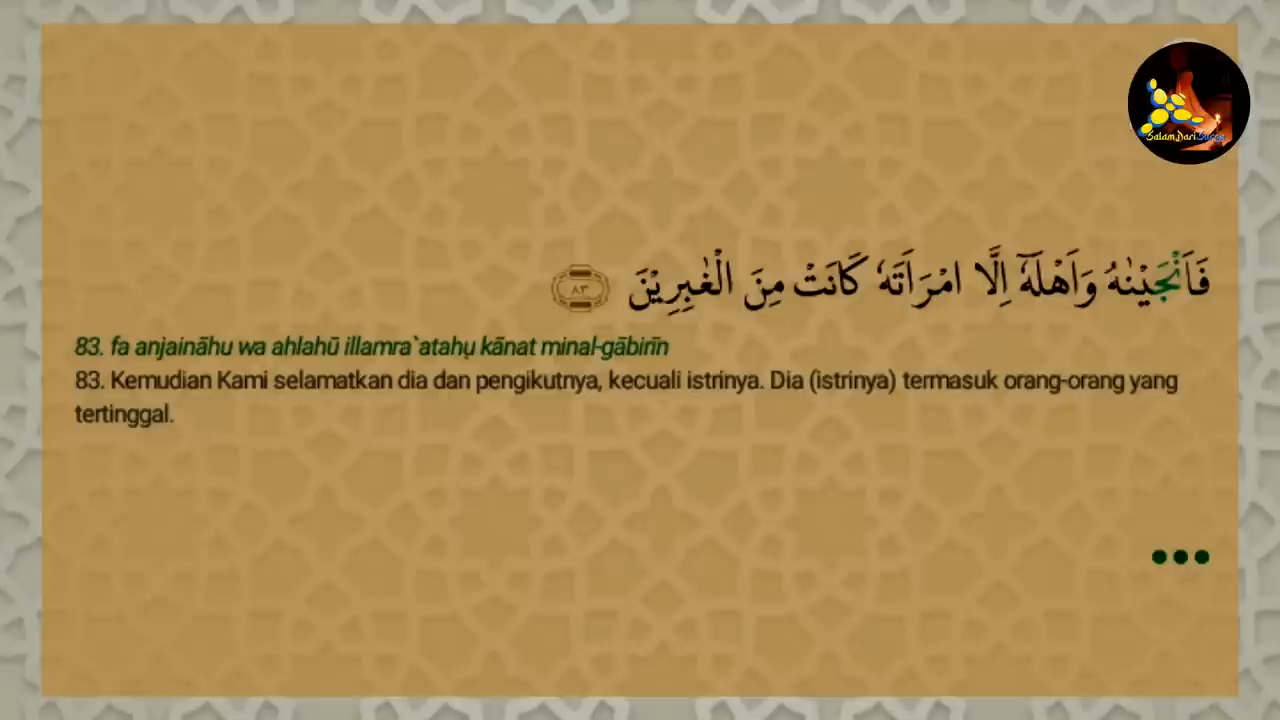 SalamDariSurga
فَاَنْجَيْنٰهُ وَاَهْلَهٗٓ اِلَّا امْرَاَتَهٗ كَانَتْ مِنَ الْغٰبِرِيْنَ ٨٣
83. fa anjaināhu wa ahlahū illamra`atahụ kānat minal-gābirīn
83. Kemudian Kami selamatkan dia dan pengikutnya, kecuali istrinya. Dia (istrinya) termasuk orang-orang yang
tertinggal.